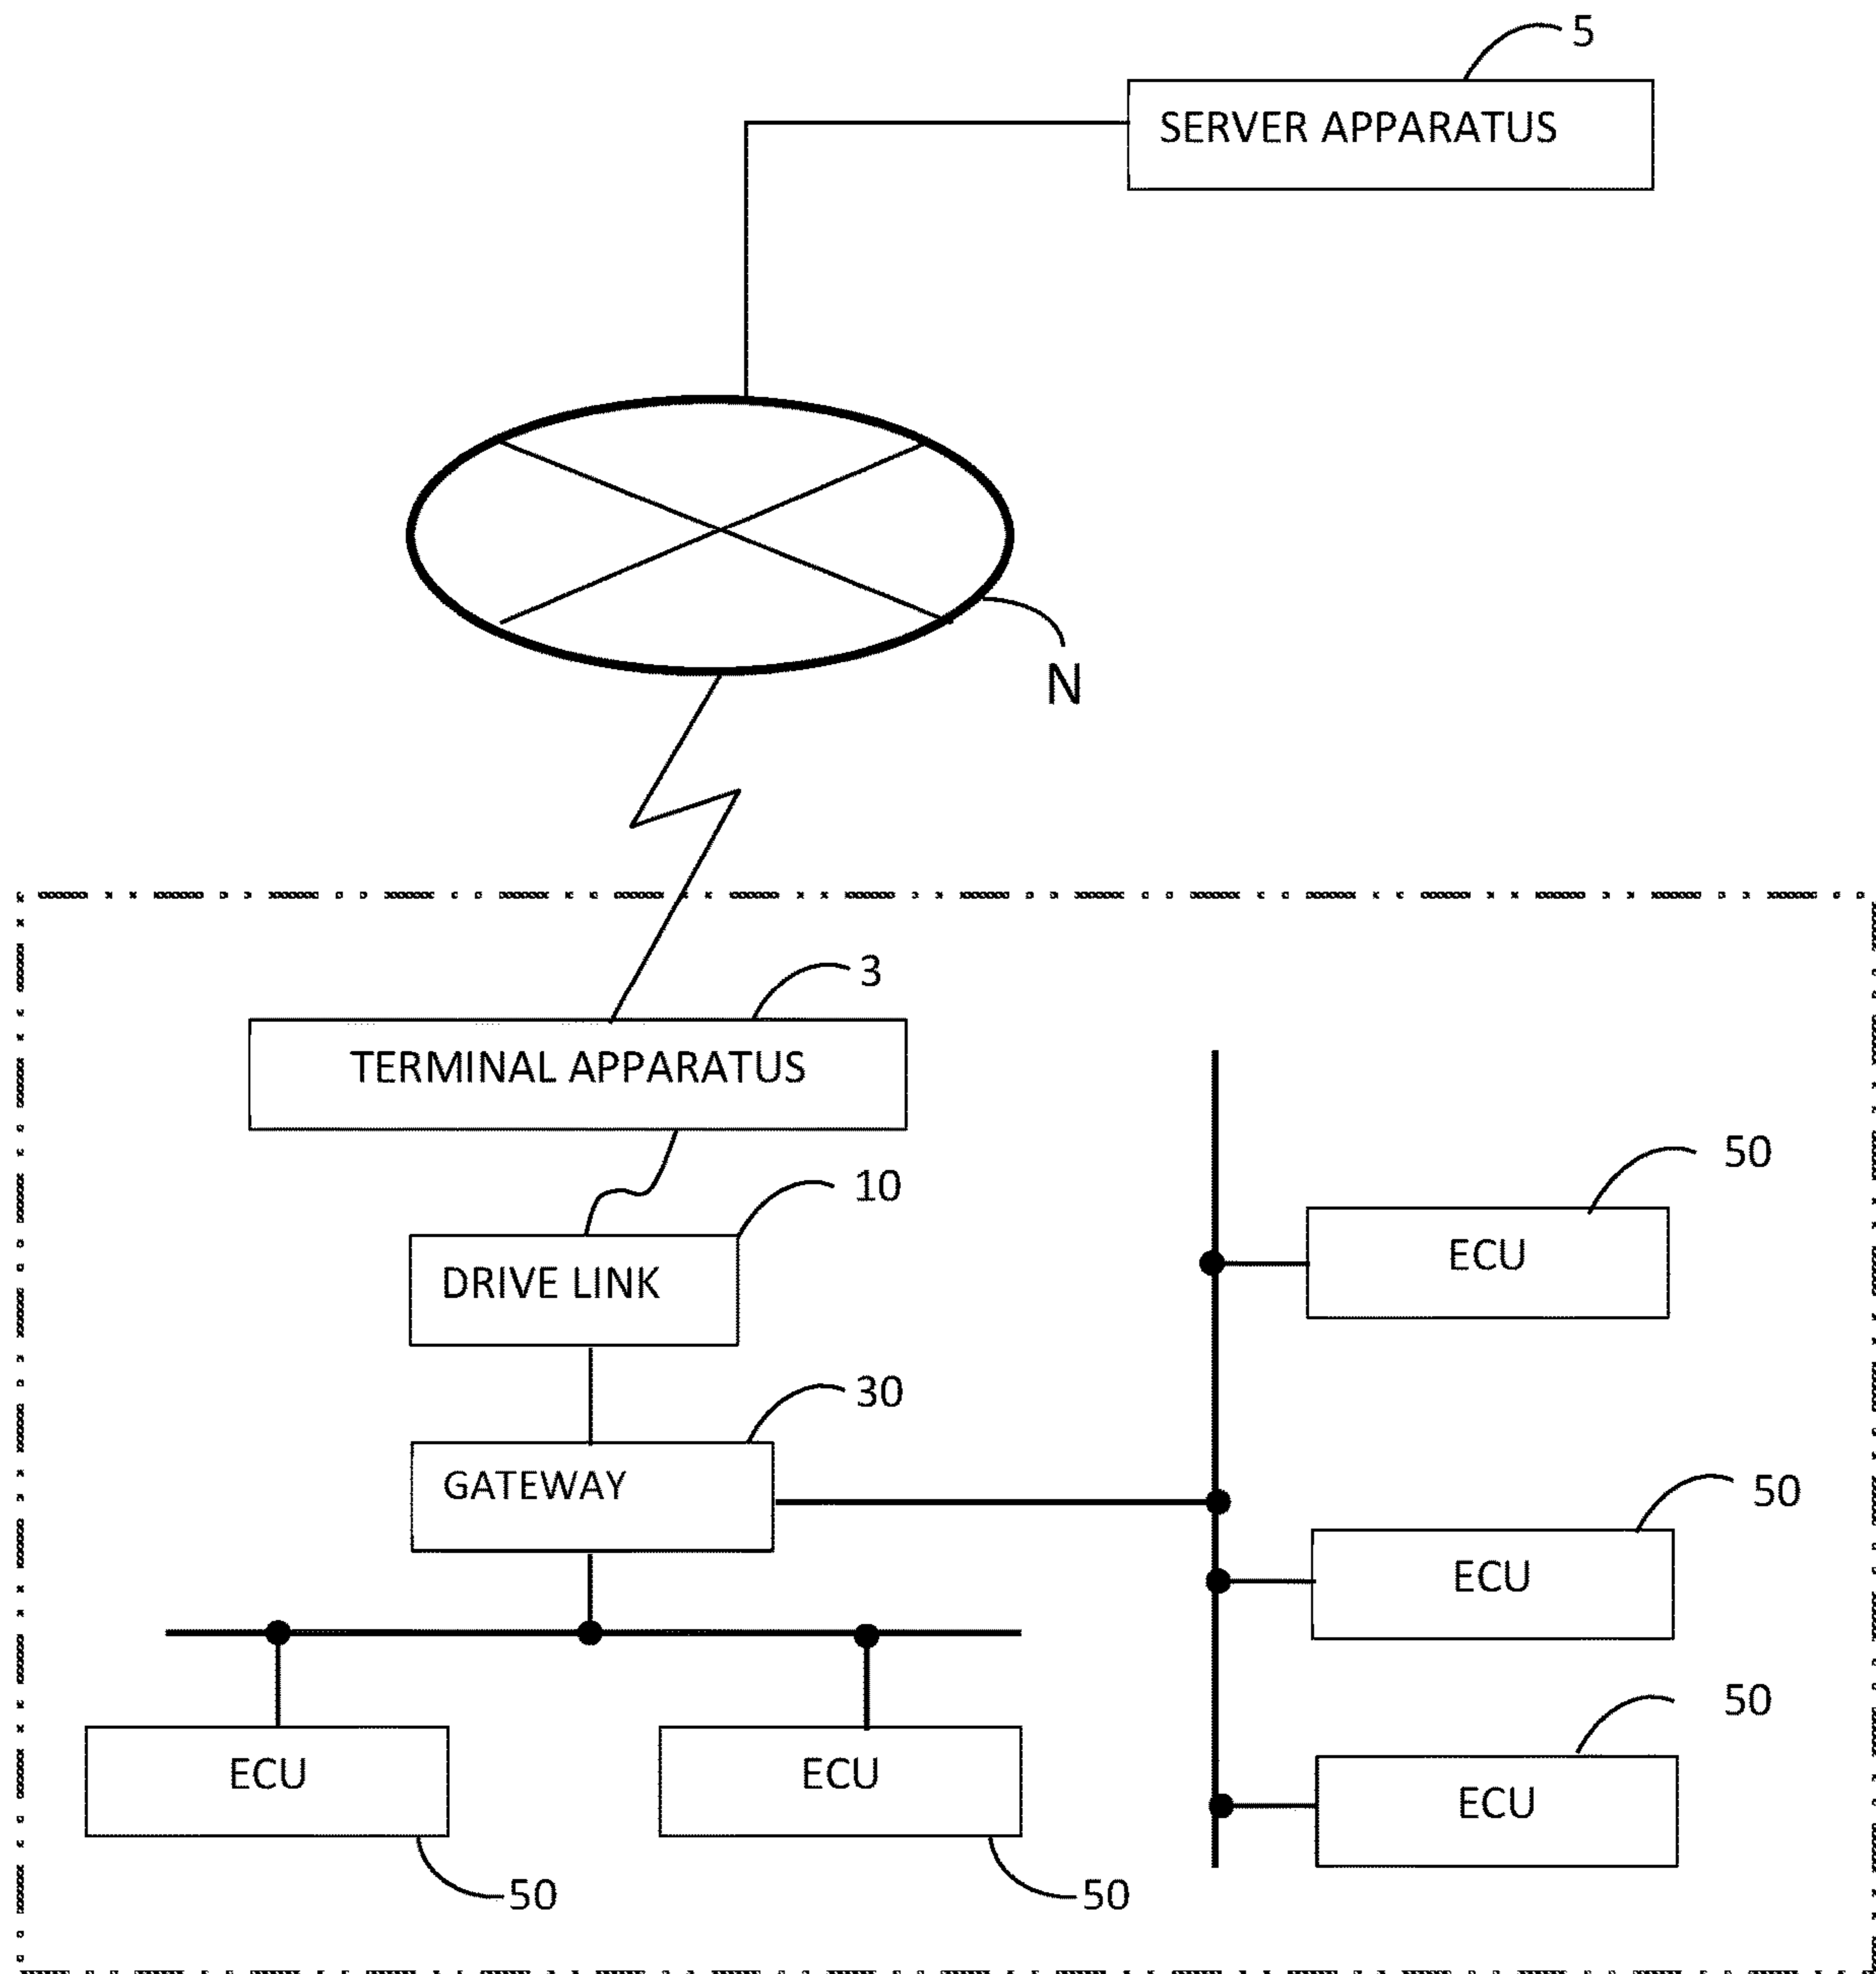 5
SERVER APPARATUS
N
3
TERMINAL APPARATUS
50
10
ECU
DRIVE LINK
30
50
GATEWAY
ECU
50
ECU
ECU
ECU
50
50